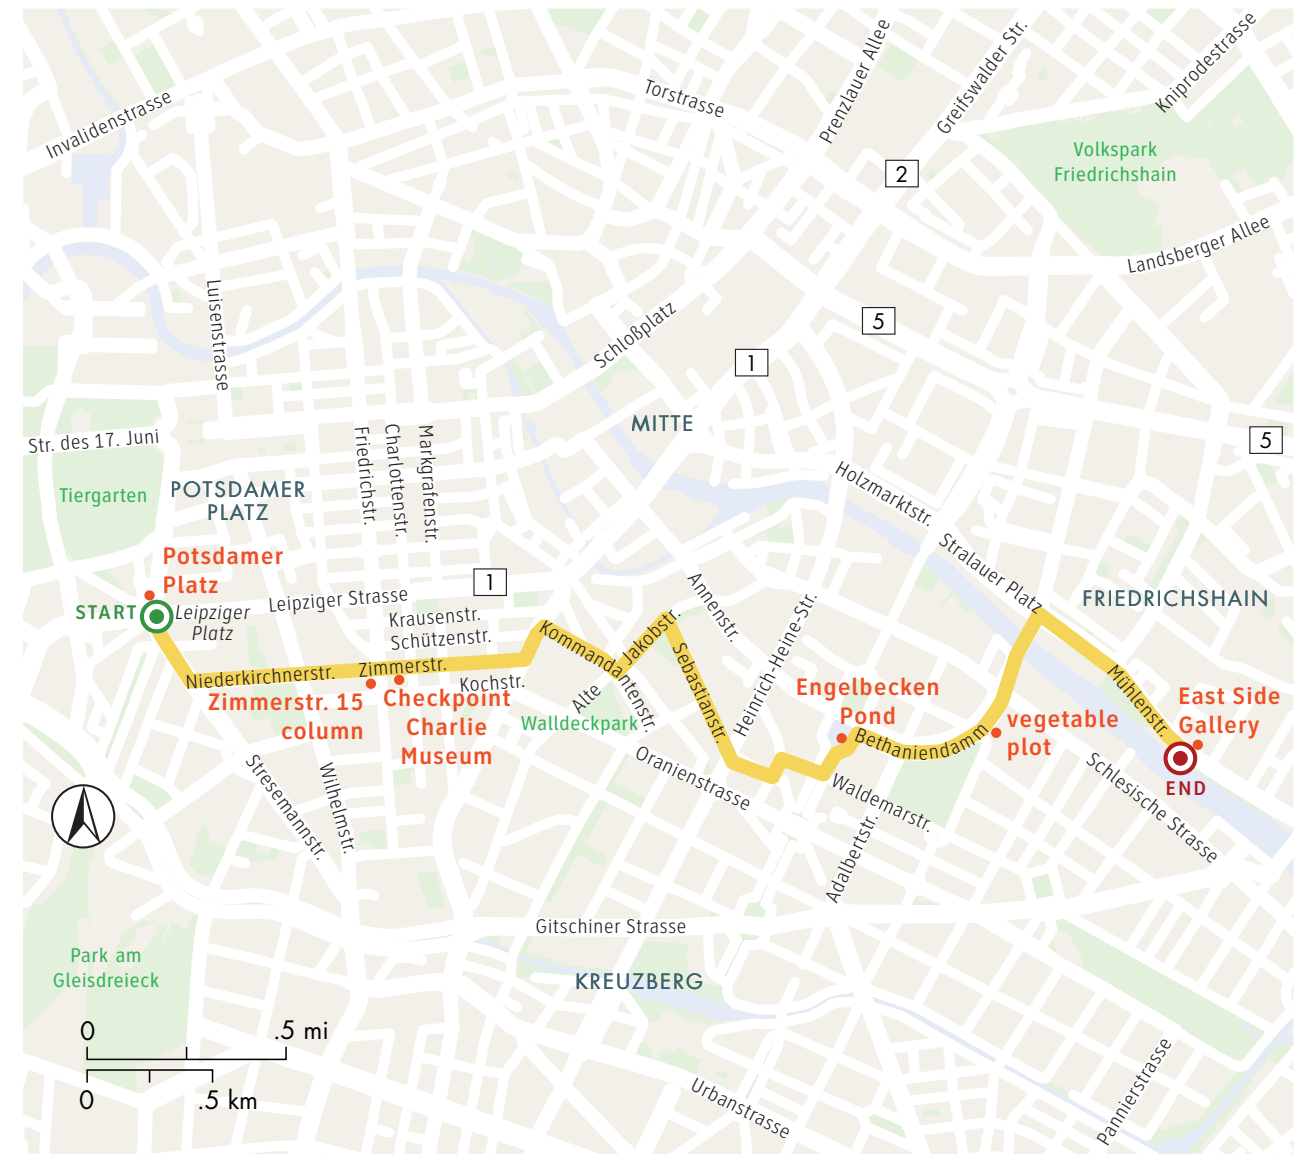 Invalidenstrasse
Torstrasse
Prenzlauer Allee
Greifswalder Str.
Kniprodestrasse
Volkspark
Friedrichshain
2
Landsberger Allee
Luisenstrasse
Schloßplatz
5
1
MITTE
5
Str. des 17. Juni
Friedrichstr.
Charlottenstr.
Markgrafenstr.
Tiergarten
POTSDAMER
PLATZ
Holzmarktstr.
Stralauer Platz
Potsdamer
Platz
START
Leipziger
Platz
Leipziger Strasse
1
Krausenstr.
Schützenstr.
Annenstr.
Heinrich-Heine-Str.
FRIEDRICHSHAIN
Niederkirchnerstr.
Zimmerstr.
Kochstr.
Kommandantenstr.
Alte Jakobstr.
Sebastianstr.
Zimmerstr. 15
column
Checkpoint
Charlie
Museum
Walldeckpark
Engelbecken
Pond
Bethaniendamm
vegetable
plot
Mühlenstr.
East Side
Gallery
END
Oranienstrasse
Waldemarstr.
Adalbertstr.
Schlesische Strasse
Stresemannstr.
Wilhelmstr.
Gitschiner Strasse
Park am
Gleisdreieck
KREUZBERG
0
.5 mi
0
.5 km
Urbanstrasse
Pannierstrasse